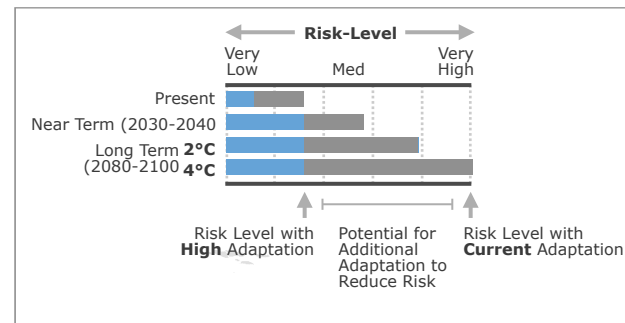 Risk-Level
Very Low
Med
Very High
Present
Near Term (2030-2040
Long Term 2°C
(2080-2100 4°C
Risk Level with
High Adaptation
Potential for
Additional
Adaptation to
Reduce Risk
Risk Level with
Current Adaptation